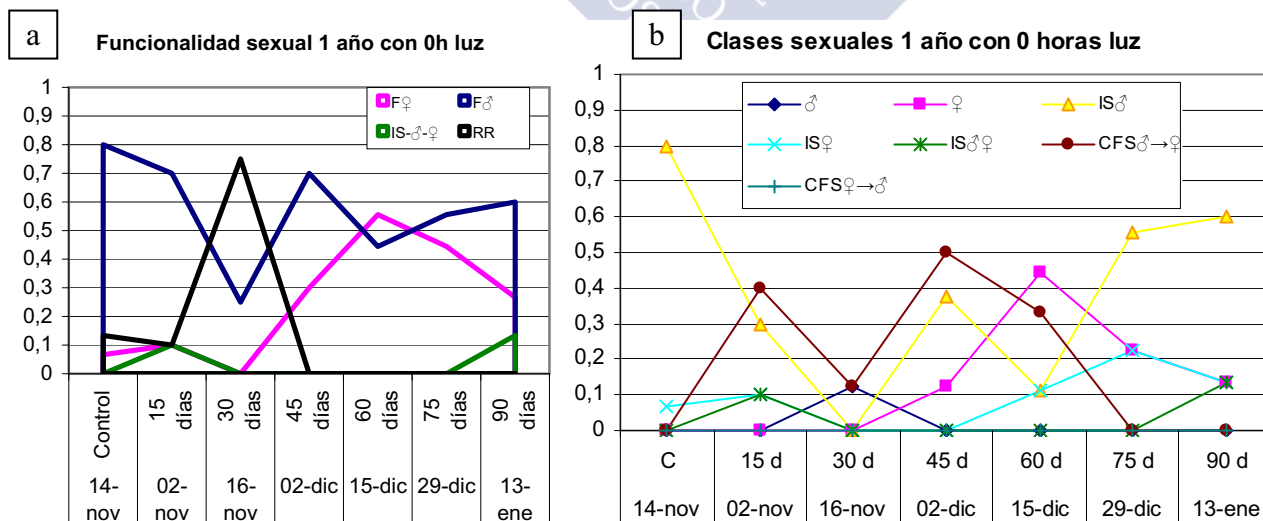 a
Funcionalidad sexual 1 año con 0h luz
1
0,9
0,8
0,7
0,6
0,5
0,4
0,3
0,2
0,1
0
F♀ F♂
IS-♂-♀ RR
Control 15 días 30 días 45 días 60 días 75 días 90 días
14-nov 02-nov 16-nov 02-dic 15-dic 29-dic 13-ene
b
Clases sexuales 1 año con 0 horas luz
1
0,9
0,8
0,7
0,6
0,5
0,4
0,3
0,2
0,1
0
♂ ♀ IS♂
IS♀ IS♂♀ CFS♂→♀
CFS♀→♂
C 15 d 30 d 45 d 60 d 75 d 90 d
14-nov 02-nov 16-nov 02-dic 15-dic 29-dic 13-ene